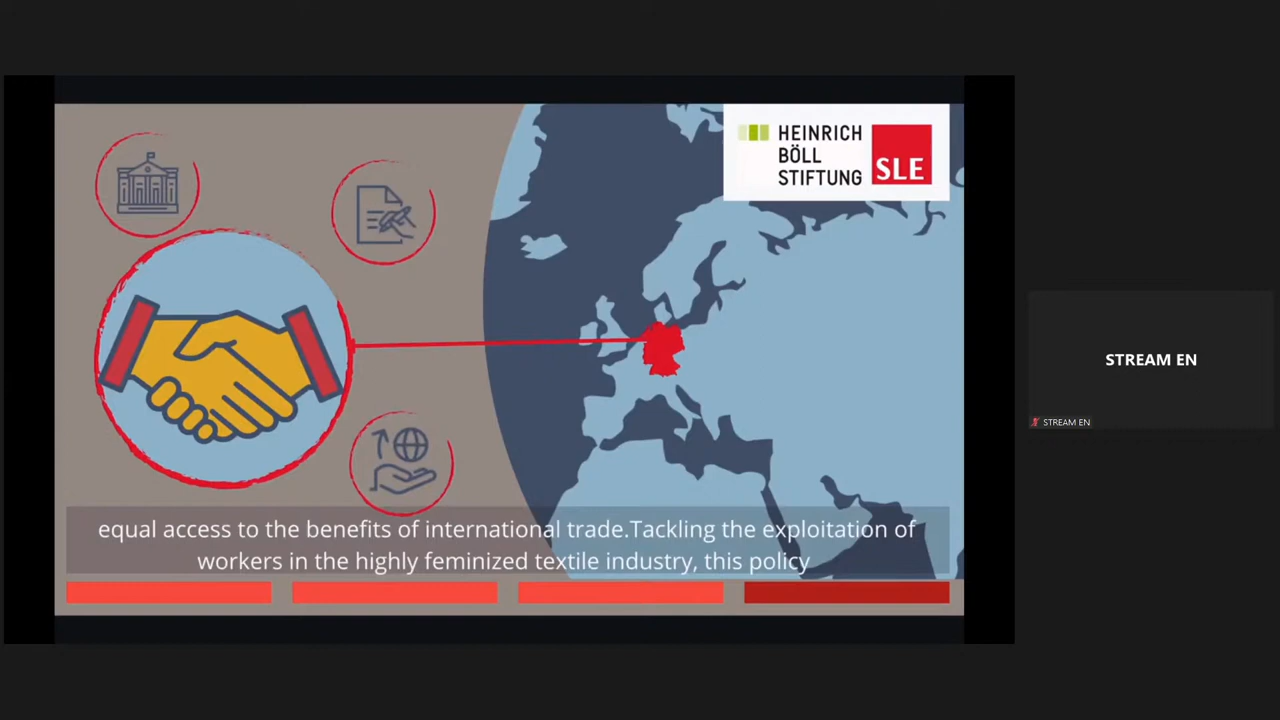 HEINRICH
BÖLL
STIFTUNG
SLE
equal access to the benefits of international trade.Tackling the exploitation of
workers in the highly feminized textile industry, this policy
STREAM EN
STREAM EN